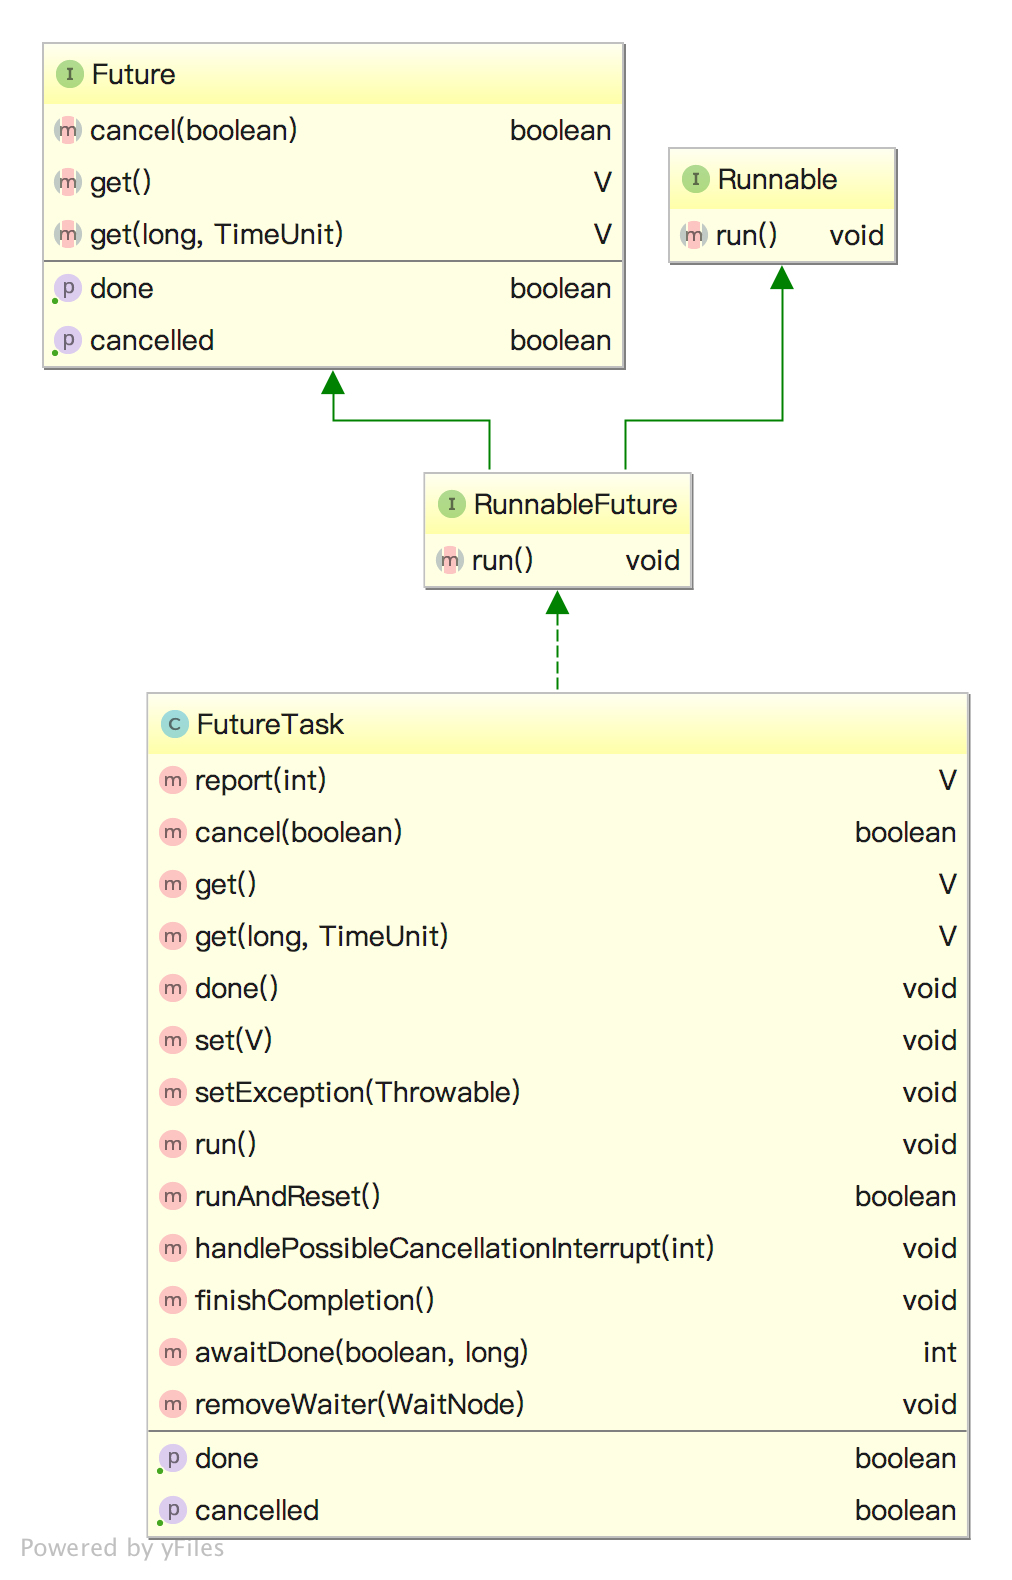 I Future
m cancel(boolean) boolean
m get() V
m get(long, TimeUnit) V
p done boolean
p cancelled boolean
I Runnable
m run() void
I RunnableFuture
m run() void
C FutureTask
m report(int) V
m cancel(boolean) boolean
m get() V
m get(long, TimeUnit) V
m done() void
m set(V) void
m setException(Throwable) void
m run() void
m runAndReset() boolean
m handlePossibleCancellationInterrupt(int) void
m finishCompletion() void
m awaitDone(boolean, long) int
m removeWaiter(WaitNode) void
p done boolean
p cancelled boolean
Powered by yFiles